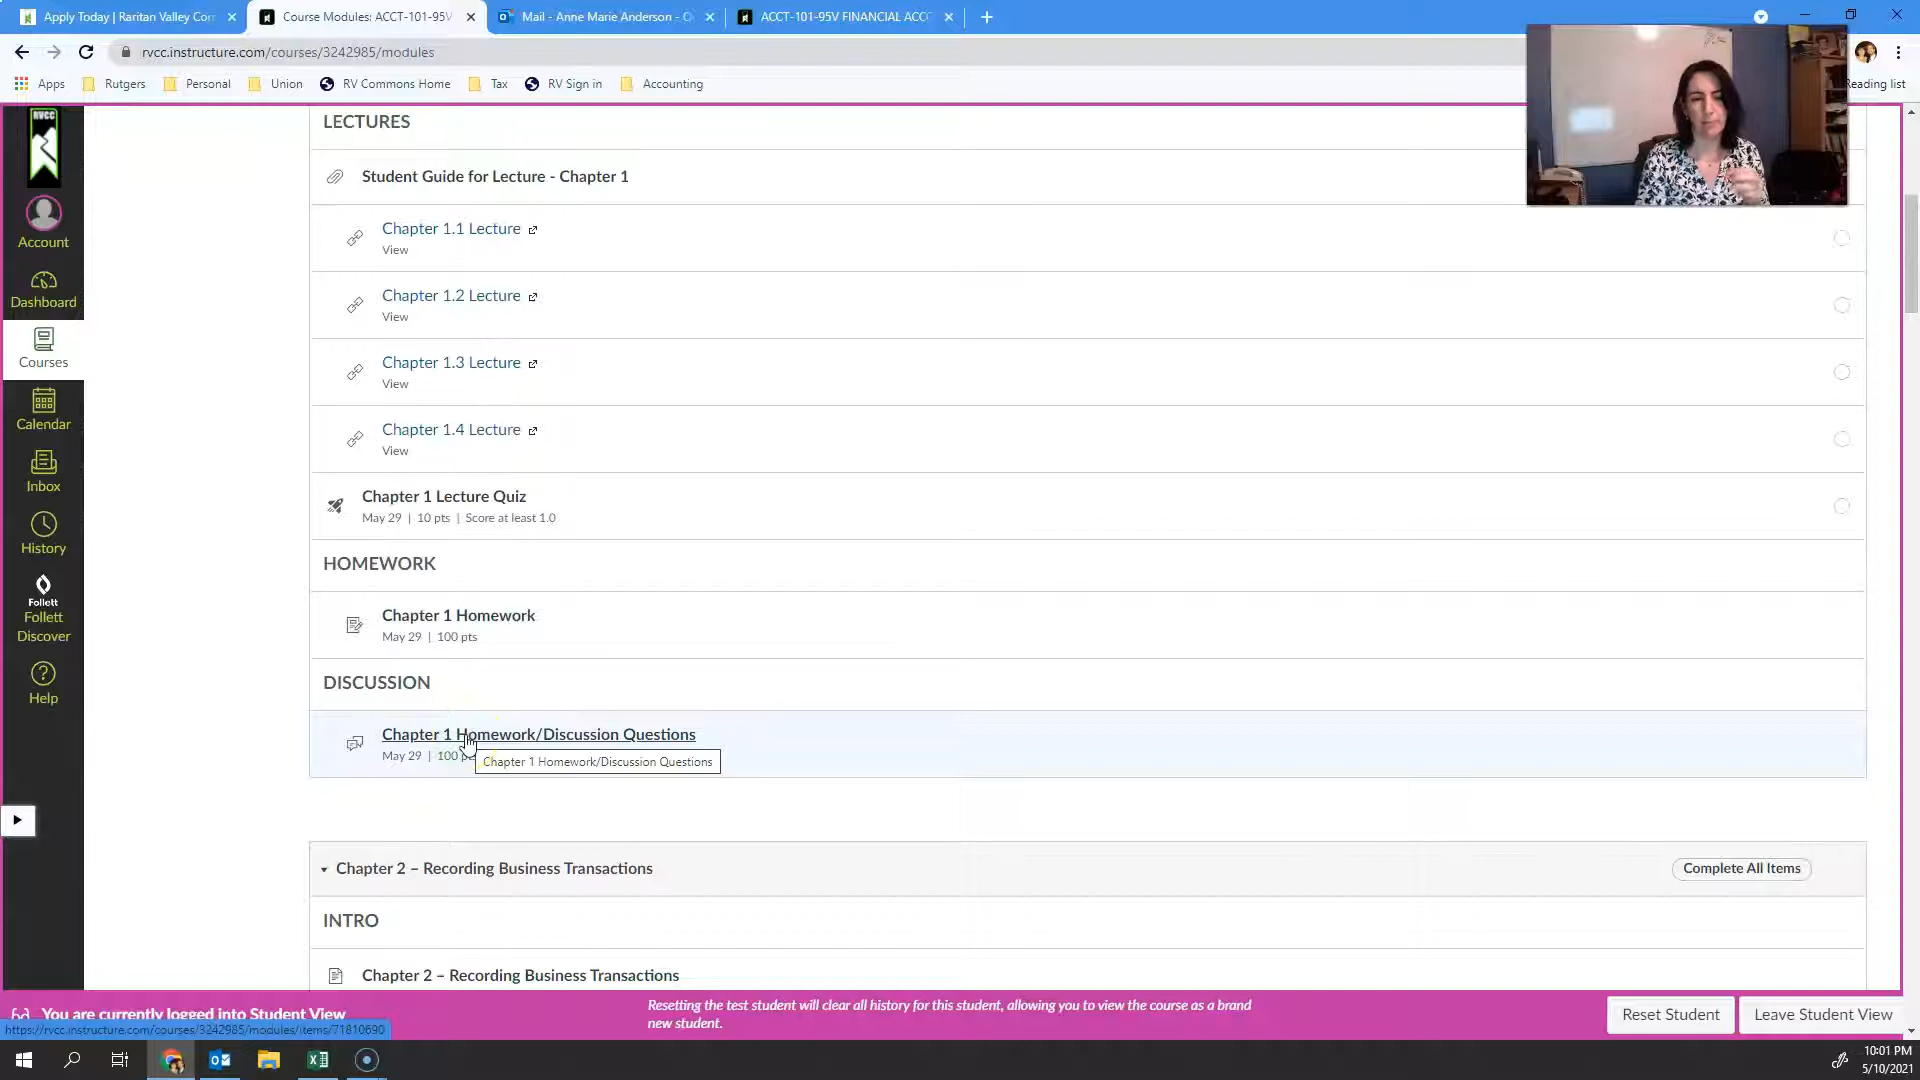 Apply Today | Raritan Valley Con
Course Modules: ACCT-101-95V
Mail - Anne Marie Anderson - O
ACCT-101-95V FINANCIAL ACCO
rvcc.instructure.com/courses/3242985/modules
Apps
Rutgers
Personal
Union
RV Commons Home
Tax
RV Sign in
Accounting
Reading list
RVCC
Account
Dashboard
Courses
Calendar
Inbox
History
Follett
Follett
Discover
Help
LECTURES
Student Guide for Lecture - Chapter 1
Chapter 1.1 Lecture
View
Chapter 1.2 Lecture
View
Chapter 1.3 Lecture
View
Chapter 1.4 Lecture
View
Chapter 1 Lecture Quiz
May 29 | 10 pts | Score at least 1.0
HOMEWORK
Chapter 1 Homework
May 29 | 100 pts
DISCUSSION
Chapter 1 Homework/Discussion Questions
May 29 | 100
Chapter 1 Homework/Discussion Questions
Chapter 2 – Recording Business Transactions
Complete All Items
INTRO
Chapter 2 – Recording Business Transactions
You are currently logged into Student View
Resetting the test student will clear all history for this student, allowing you to view the course as a brand
new student.
Reset Student
Leave Student View
https://rvcc.instructure.com/courses/3242985/modules/items/71810690
10:01 PM
5/10/2021